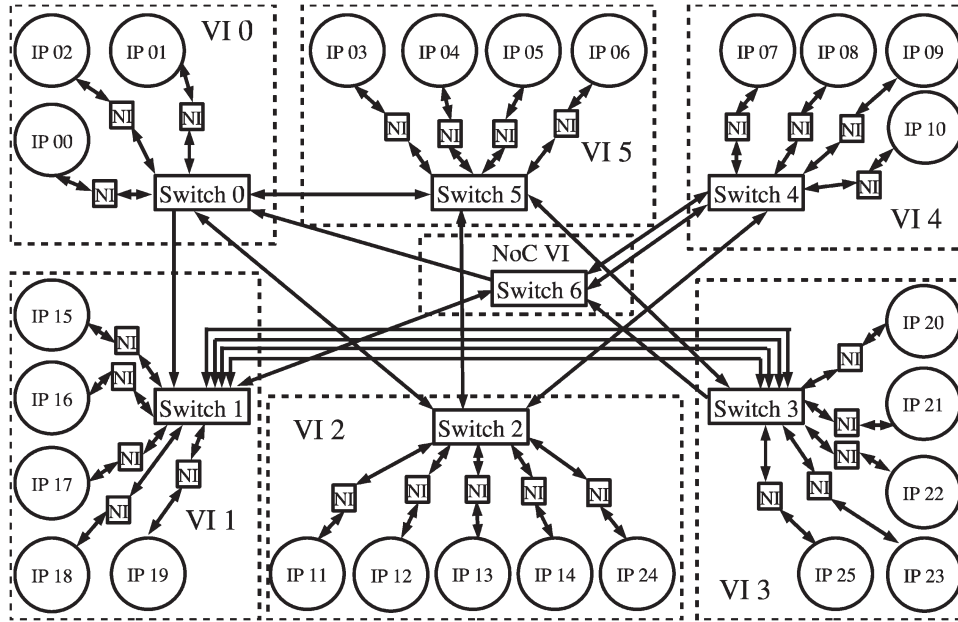 IP 02
IP 01
VI 0
NI
NI
IP 00
NI
Switch 0
IP 03
IP 04
IP 05
IP 06
NI
NI
NI
NI
VI 5
Switch 5
IP 07
IP 08
IP 09
IP 10
NI
NI
NI
NI
Switch 4
VI 4
NoC VI
Switch 6
IP 15
NI
IP 16
NI
Switch 1
IP 17
NI
NI
NI
VI 1
IP 18
IP 19
VI 2
Switch 2
NI
NI
NI
NI
NI
IP 11
IP 12
IP 13
IP 14
IP 24
IP 20
NI
Switch 3
IP 21
NI
NI
IP 22
NI
NI
VI 3
IP 25
IP 23